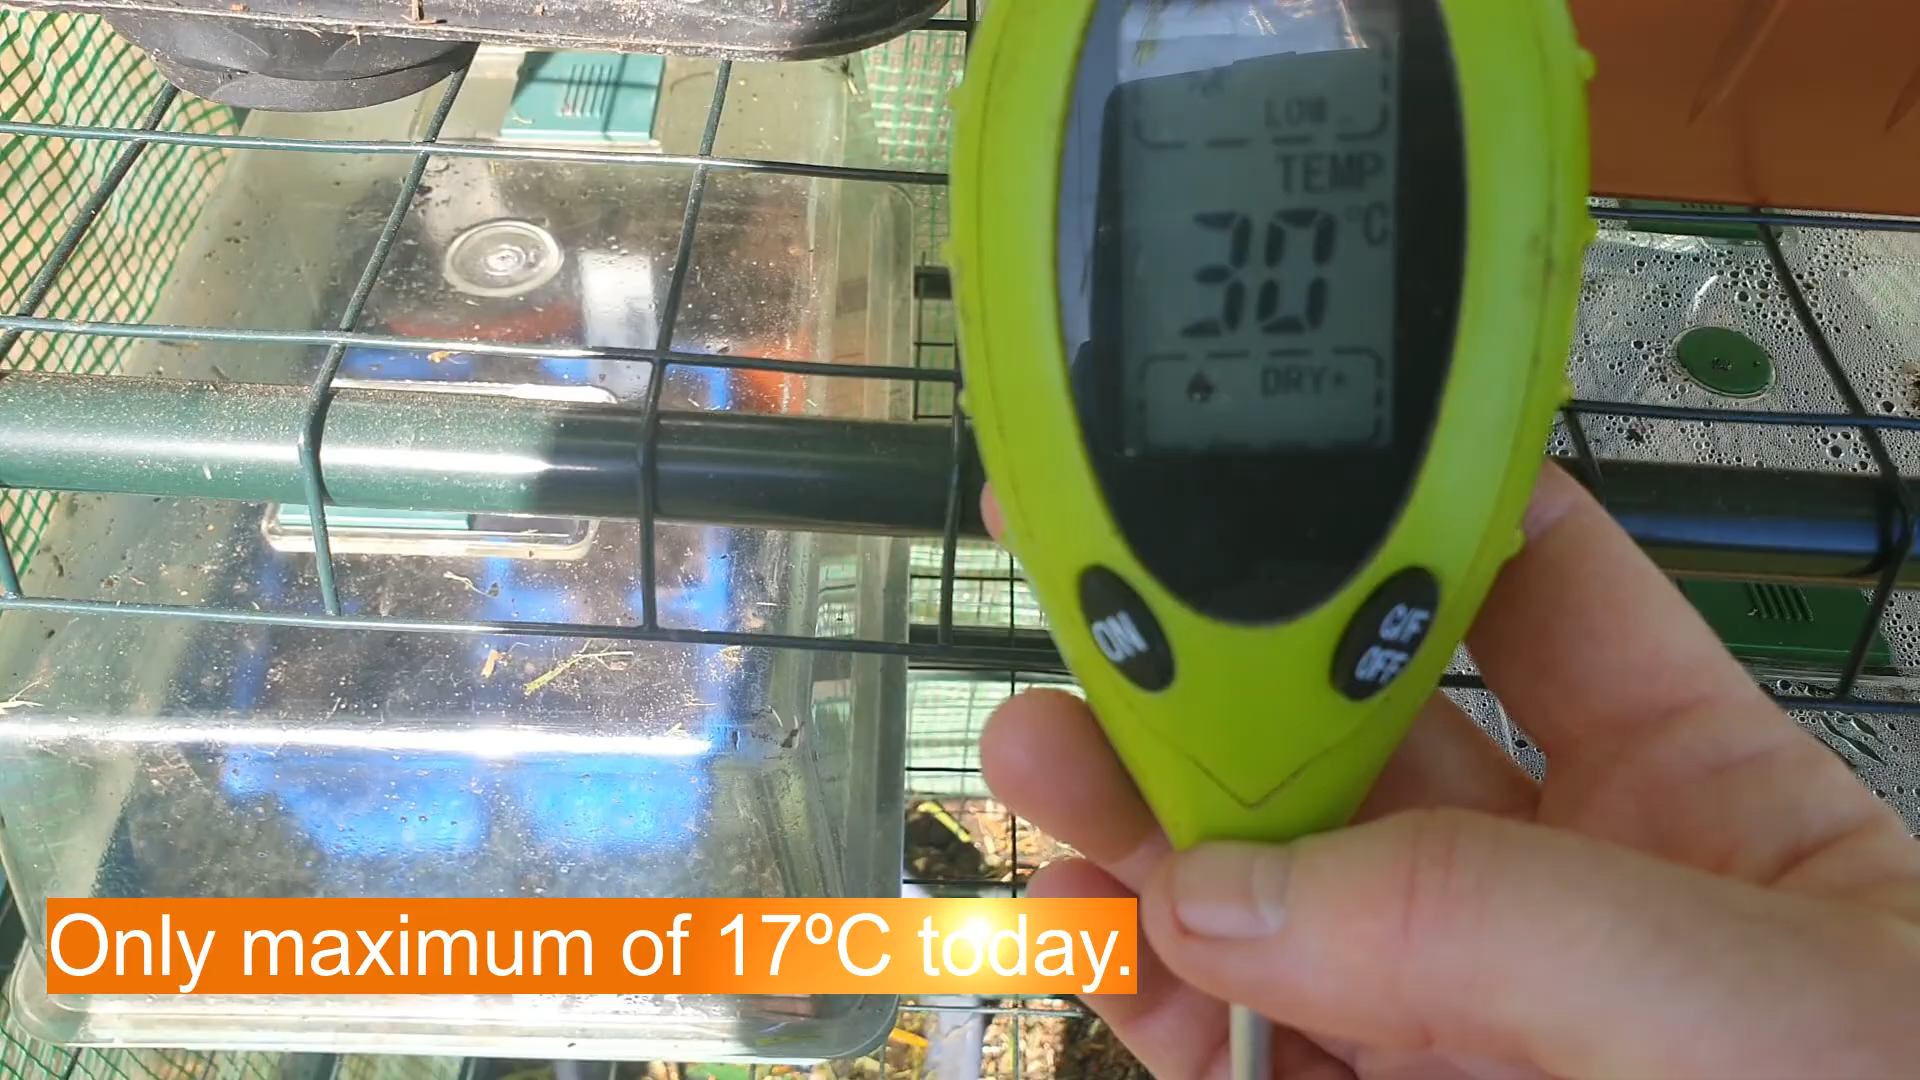 LOW
TEMP
30 °C
DRY+
ON
C/F
OFF
Only maximum of 17ºC today.